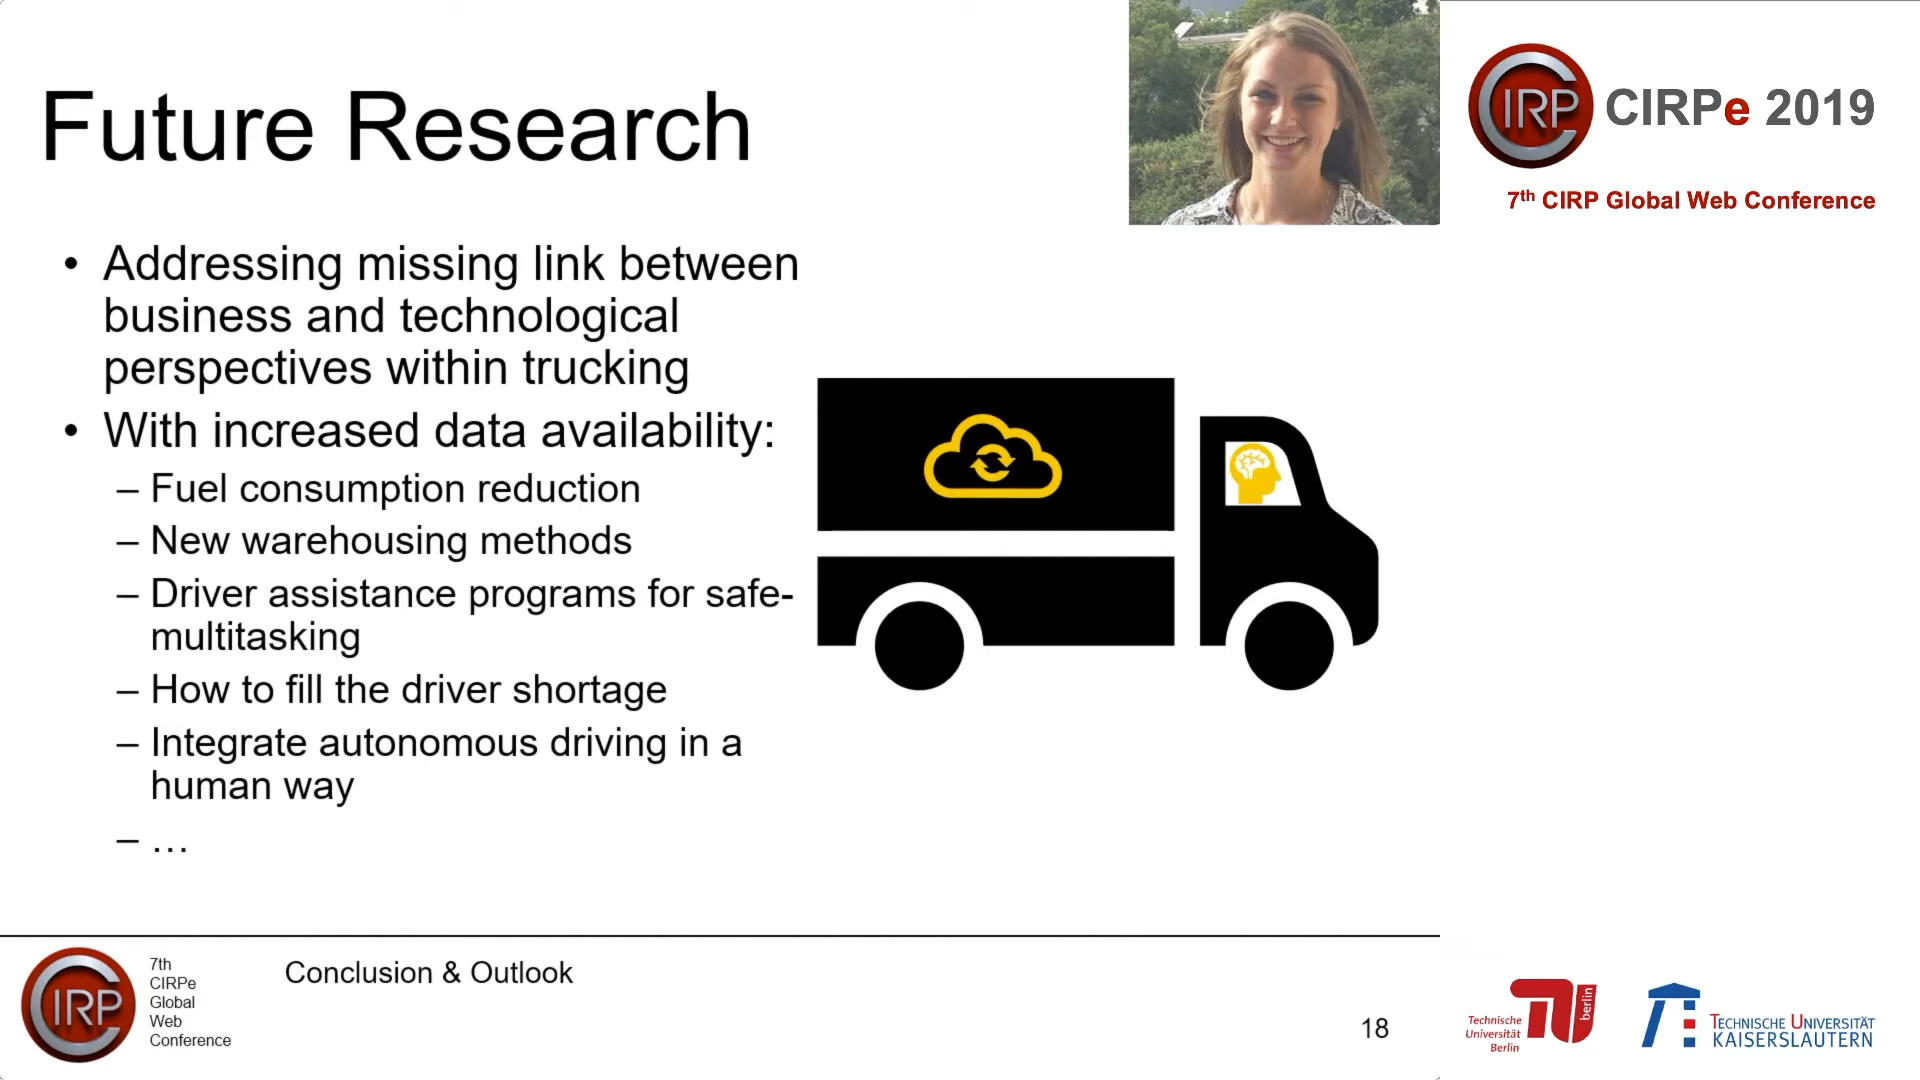 Future Research
• Addressing missing link between
business and technological
perspectives within trucking
• With increased data availability:
– Fuel consumption reduction
– New warehousing methods
– Driver assistance programs for safe-
multitasking
– How to fill the driver shortage
– Integrate autonomous driving in a
human way
– …
CIRP
CIRPe 2019
7th CIRP Global Web Conference
CIRP
7th
CIRPe
Global
Web
Conference
Conclusion & Outlook
18
Technische
Universität
Berlin
berlin
TECHNISCHE UNIVERSITÄT
KAISERSLAUTERN